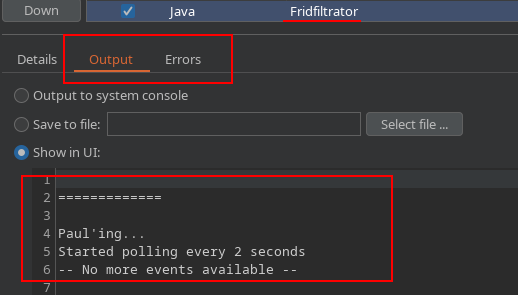 Down
Java
Fridfiltrator
Details
Output
Errors
Output to system console
Save to file:
Select file ...
Show in UI:
1
2 =============
3
4 Paul'ing...
5 Started polling every 2 seconds
6 -- No more events available --
7